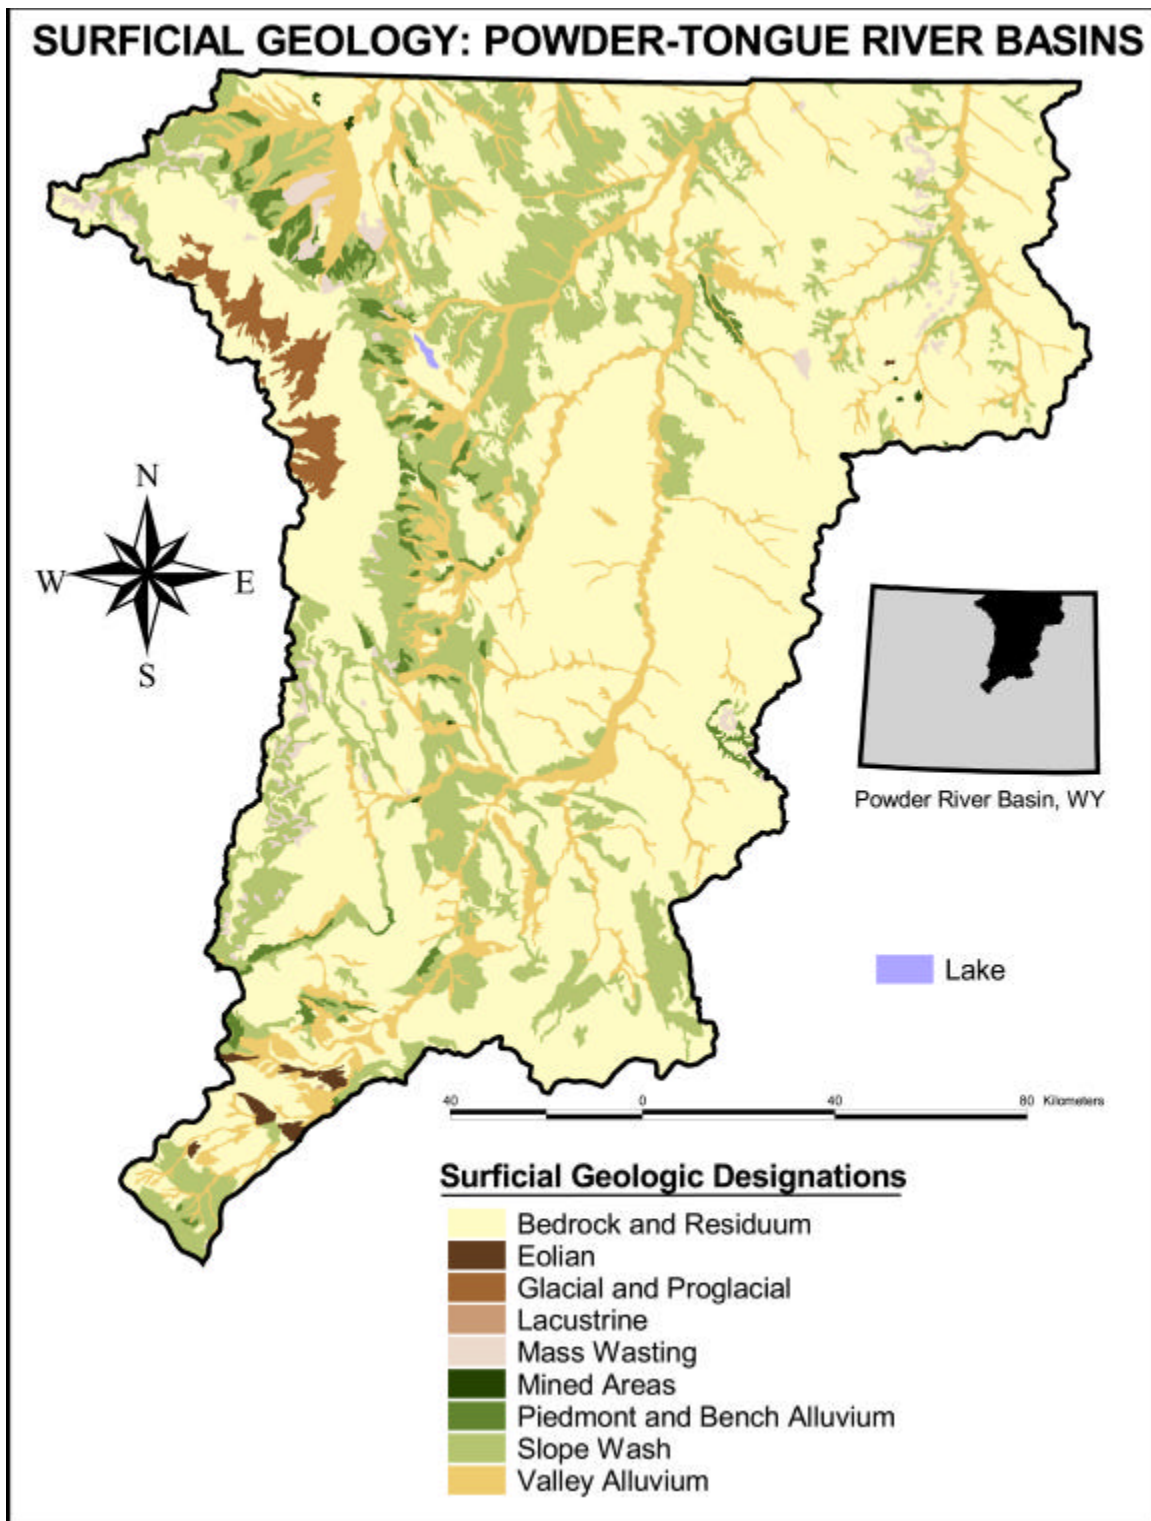 SURFICIAL GEOLOGY: POWDER-TONGUE RIVER BASINS
N
W E
S
Powder River Basin, WY
Lake
40 0 40 80 Kilometers
Surficial Geologic Designations
Bedrock and Residuum
Eolian
Glacial and Proglacial
Lacustrine
Mass Wasting
Mined Areas
Piedmont and Bench Alluvium
Slope Wash
Valley Alluvium